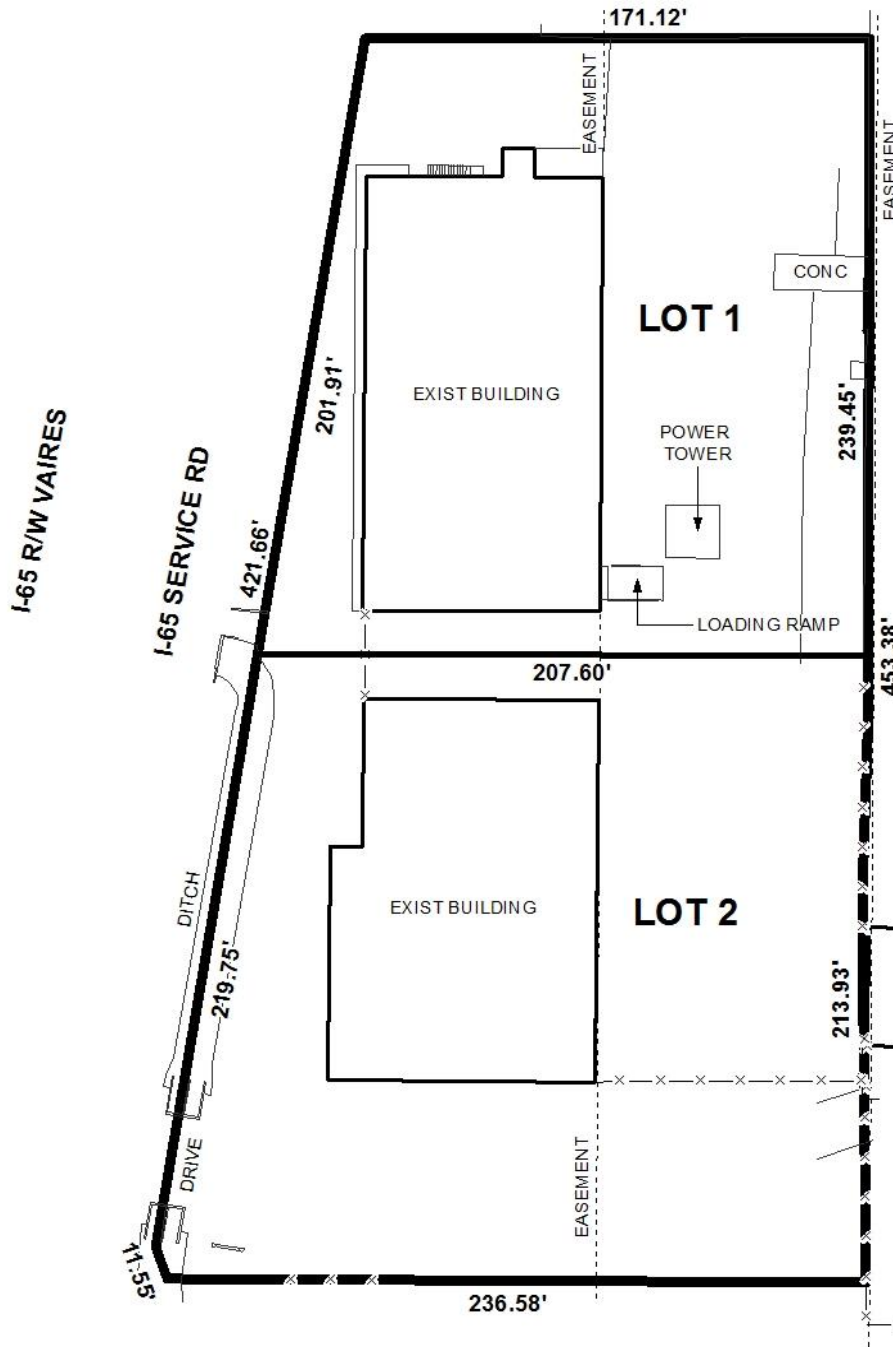 171.12'
EASEMENT
EASEMENT
CONC
LOT 1
EXIST BUILDING
201.91'
239.45'
POWER
TOWER
I-65 R/W VAIRES
I-65 SERVICE RD
421.66'
LOADING RAMP
453.38'
207.60'
DITCH
EXIST BUILDING
LOT 2
219.75'
213.93'
DRIVE
EASEMENT
11.55'
236.58'